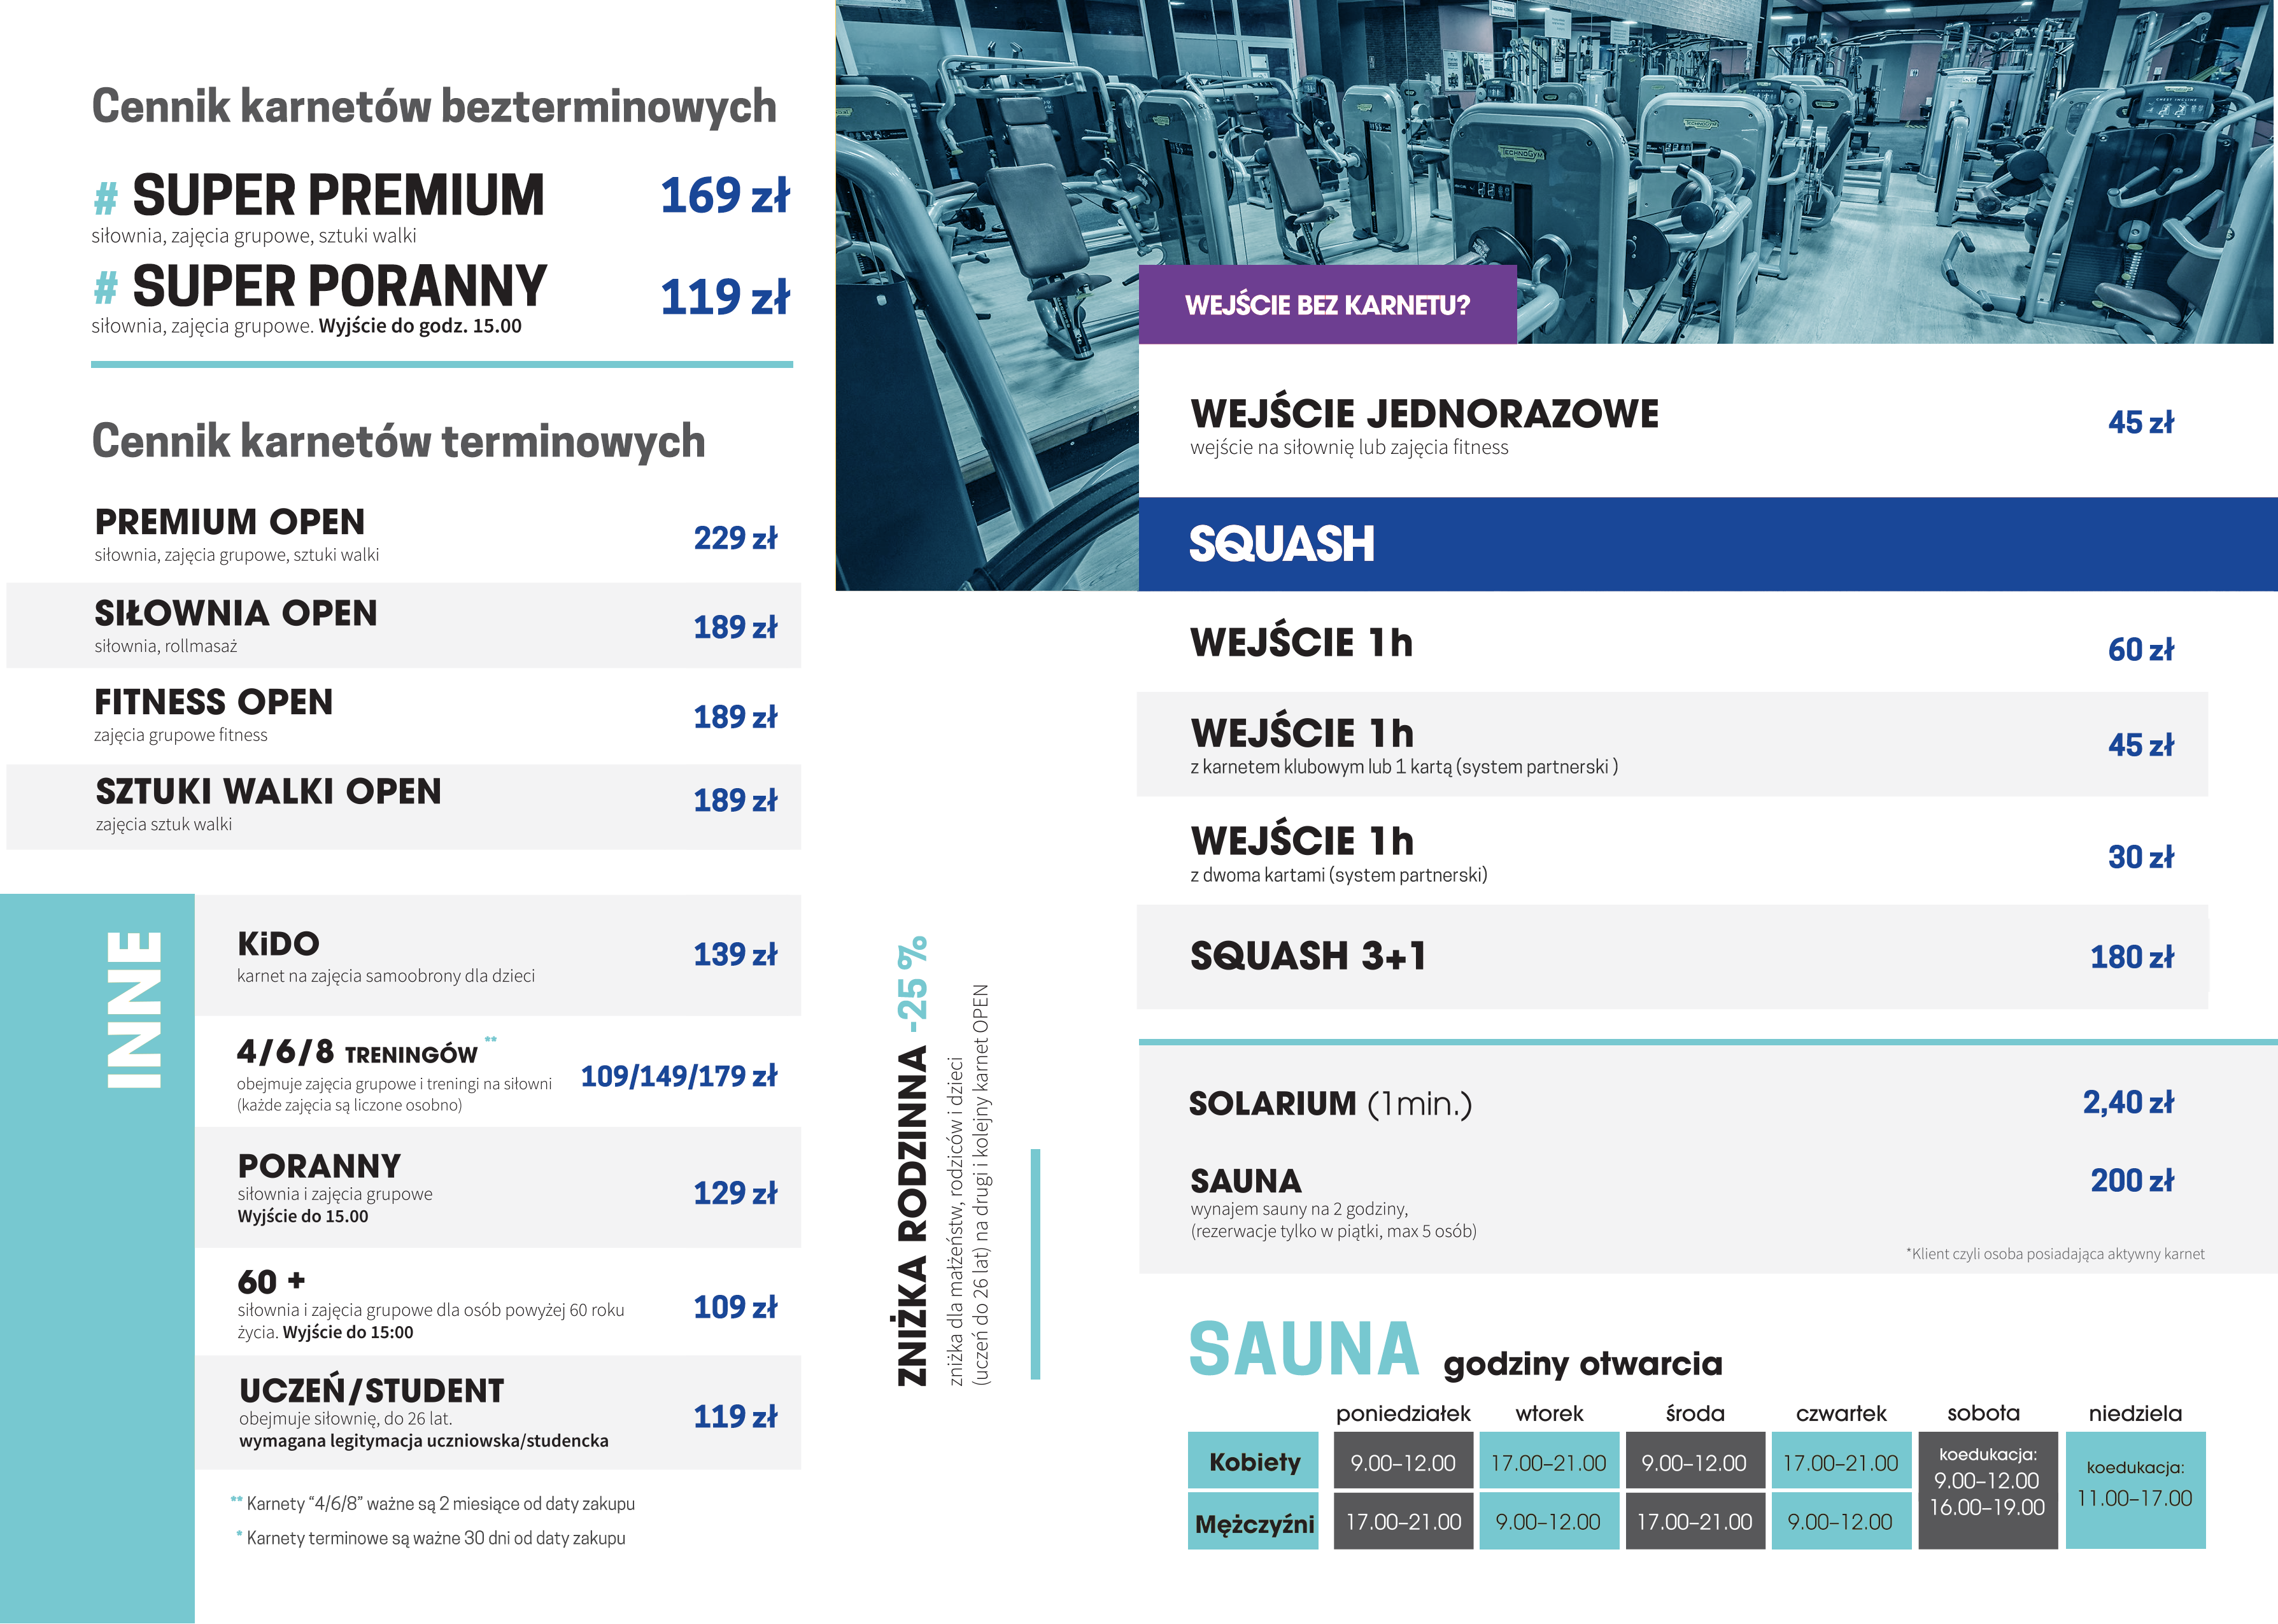 Cennik karnetów bezterminowych
# SUPER PREMIUM
169 zł
siłownia, zajęcia grupowe, sztuki walki
# SUPER PORANNY
119 zł
siłownia, zajęcia grupowe. Wyjście do godz. 15.00
Cennik karnetów terminowych
PREMIUM OPEN
229 zł
siłownia, zajęcia grupowe, sztuki walki
SIŁOWNIA OPEN
189 zł
siłownia, rollmasaż
FITNESS OPEN
189 zł
zajęcia grupowe fitness
SZTUKI WALKI OPEN
189 zł
zajęcia sztuk walki
INNE
KiDO
139 zł
karnet na zajęcia samoobrony dla dzieci
4/6/8 TRENINGÓW **
109/149/179 zł
obejmuje zajęcia grupowe i treningi na siłowni
(każde zajęcia są liczone osobno)
PORANNY
129 zł
siłownia i zajęcia grupowe
Wyjście do 15.00
60 +
109 zł
siłownia i zajęcia grupowe dla osób powyżej 60 roku
życia. Wyjście do 15:00
UCZEŃ/STUDENT
119 zł
obejmuje siłownię, do 26 lat.
wymagana legitymacja uczniowska/studencka
** Karnety “4/6/8” ważne są 2 miesiące od daty zakupu
* Karnety terminowe są ważne 30 dni od daty zakupu
ZNIŻKA RODZINNA -25 %
zniżka dla małżeństw, rodziców i dzieci
(uczeń do 26 lat) na drugi i kolejny karnet OPEN
TECHNOGYM
WEJŚCIE BEZ KARNETU?
WEJŚCIE JEDNORAZOWE
45 zł
wejście na siłownię lub zajęcia fitness
SQUASH
WEJŚCIE 1h
60 zł
WEJŚCIE 1h
45 zł
z karnetem klubowym lub 1 kartą (system partnerski )
WEJŚCIE 1h
30 zł
z dwoma kartami (system partnerski)
SQUASH 3+1
180 zł
SOLARIUM (1min.)
2,40 zł
SAUNA
200 zł
wynajem sauny na 2 godziny,
(rezerwacje tylko w piątki, max 5 osób)
*Klient czyli osoba posiadająca aktywny karnet
SAUNA godziny otwarcia
poniedziałek wtorek środa czwartek sobota niedziela
Kobiety 9.00–12.00 17.00–21.00 9.00–12.00 17.00–21.00
Mężczyźni 17.00–21.00 9.00–12.00 17.00–21.00 9.00–12.00
koedukacja:
9.00–12.00
16.00–19.00
koedukacja:
11.00–17.00